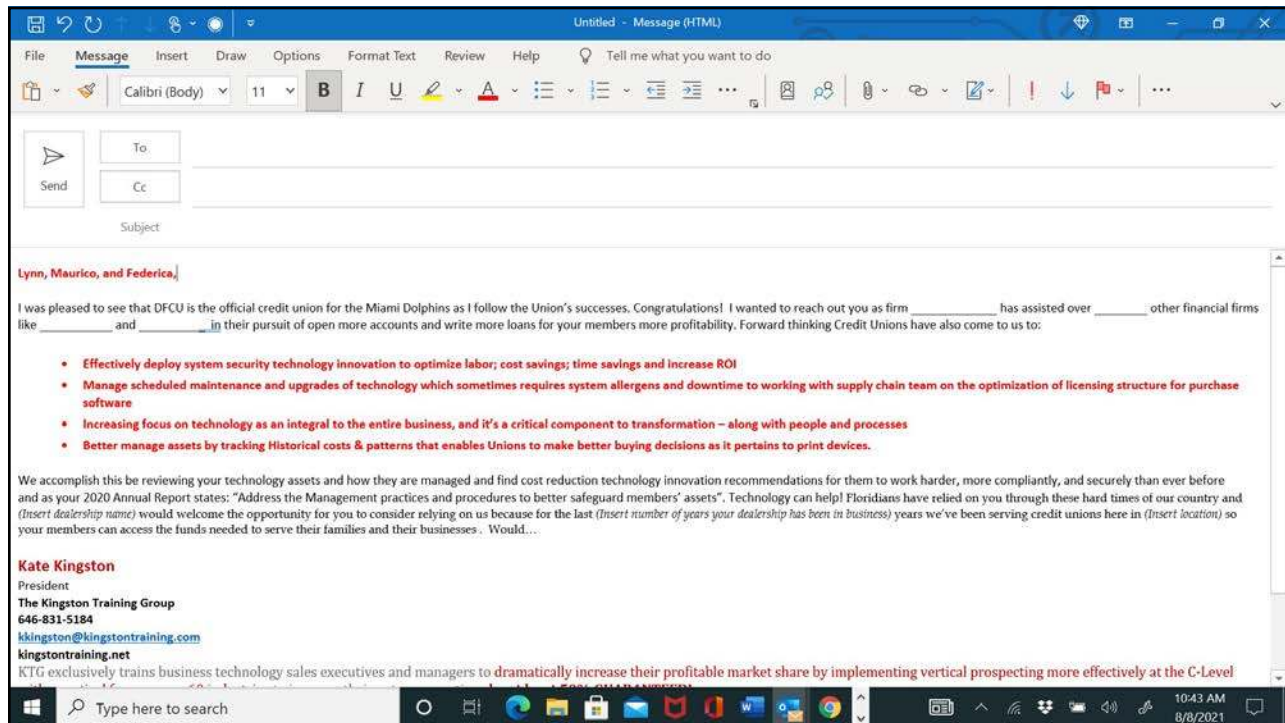 Untitled - Message (HTML)
File Message Insert Draw Options Format Text Review Help Tell me what you want to do
Calibri (Body) 11 B I U A
To
Send Cc
Subject
Lynn, Maurico, and Federica,
I was pleased to see that DFCU is the official credit union for the Miami Dolphins as I follow the Union's successes. Congratulations! I wanted to reach out you as firm ____________ has assisted over ________ other financial firms
like ___________ and __________ in their pursuit of open more accounts and write more loans for your members more profitability. Forward thinking Credit Unions have also come to us to:
• Effectively deploy system security technology innovation to optimize labor; cost savings; time savings and increase ROI
• Manage scheduled maintenance and upgrades of technology which sometimes requires system allergens and downtime to working with supply chain team on the optimization of licensing structure for purchase
software
• Increasing focus on technology as an integral to the entire business, and it's a critical component to transformation – along with people and processes
• Better manage assets by tracking Historical costs & patterns that enables Unions to make better buying decisions as it pertains to print devices.
We accomplish this be reviewing your technology assets and how they are managed and find cost reduction technology innovation recommendations for them to work harder, more compliantly, and securely than ever before
and as your 2020 Annual Report states: "Address the Management practices and procedures to better safeguard members' assets". Technology can help! Floridians have relied on you through these hard times of our country and
(Insert dealership name) would welcome the opportunity for you to consider relying on us because for the last (Insert number of years your dealership has been in business) years we've been serving credit unions here in (Insert location) so
your members can access the funds needed to serve their families and their businesses . Would...
Kate Kingston
President
The Kingston Training Group
646-831-5184
kkingston@kingstontraining.com
kingstontraining.net
KTG exclusively trains business technology sales executives and managers to dramatically increase their profitable market share by implementing vertical prospecting more effectively at the C-Level
Type here to search 10:43 AM
8/8/2021